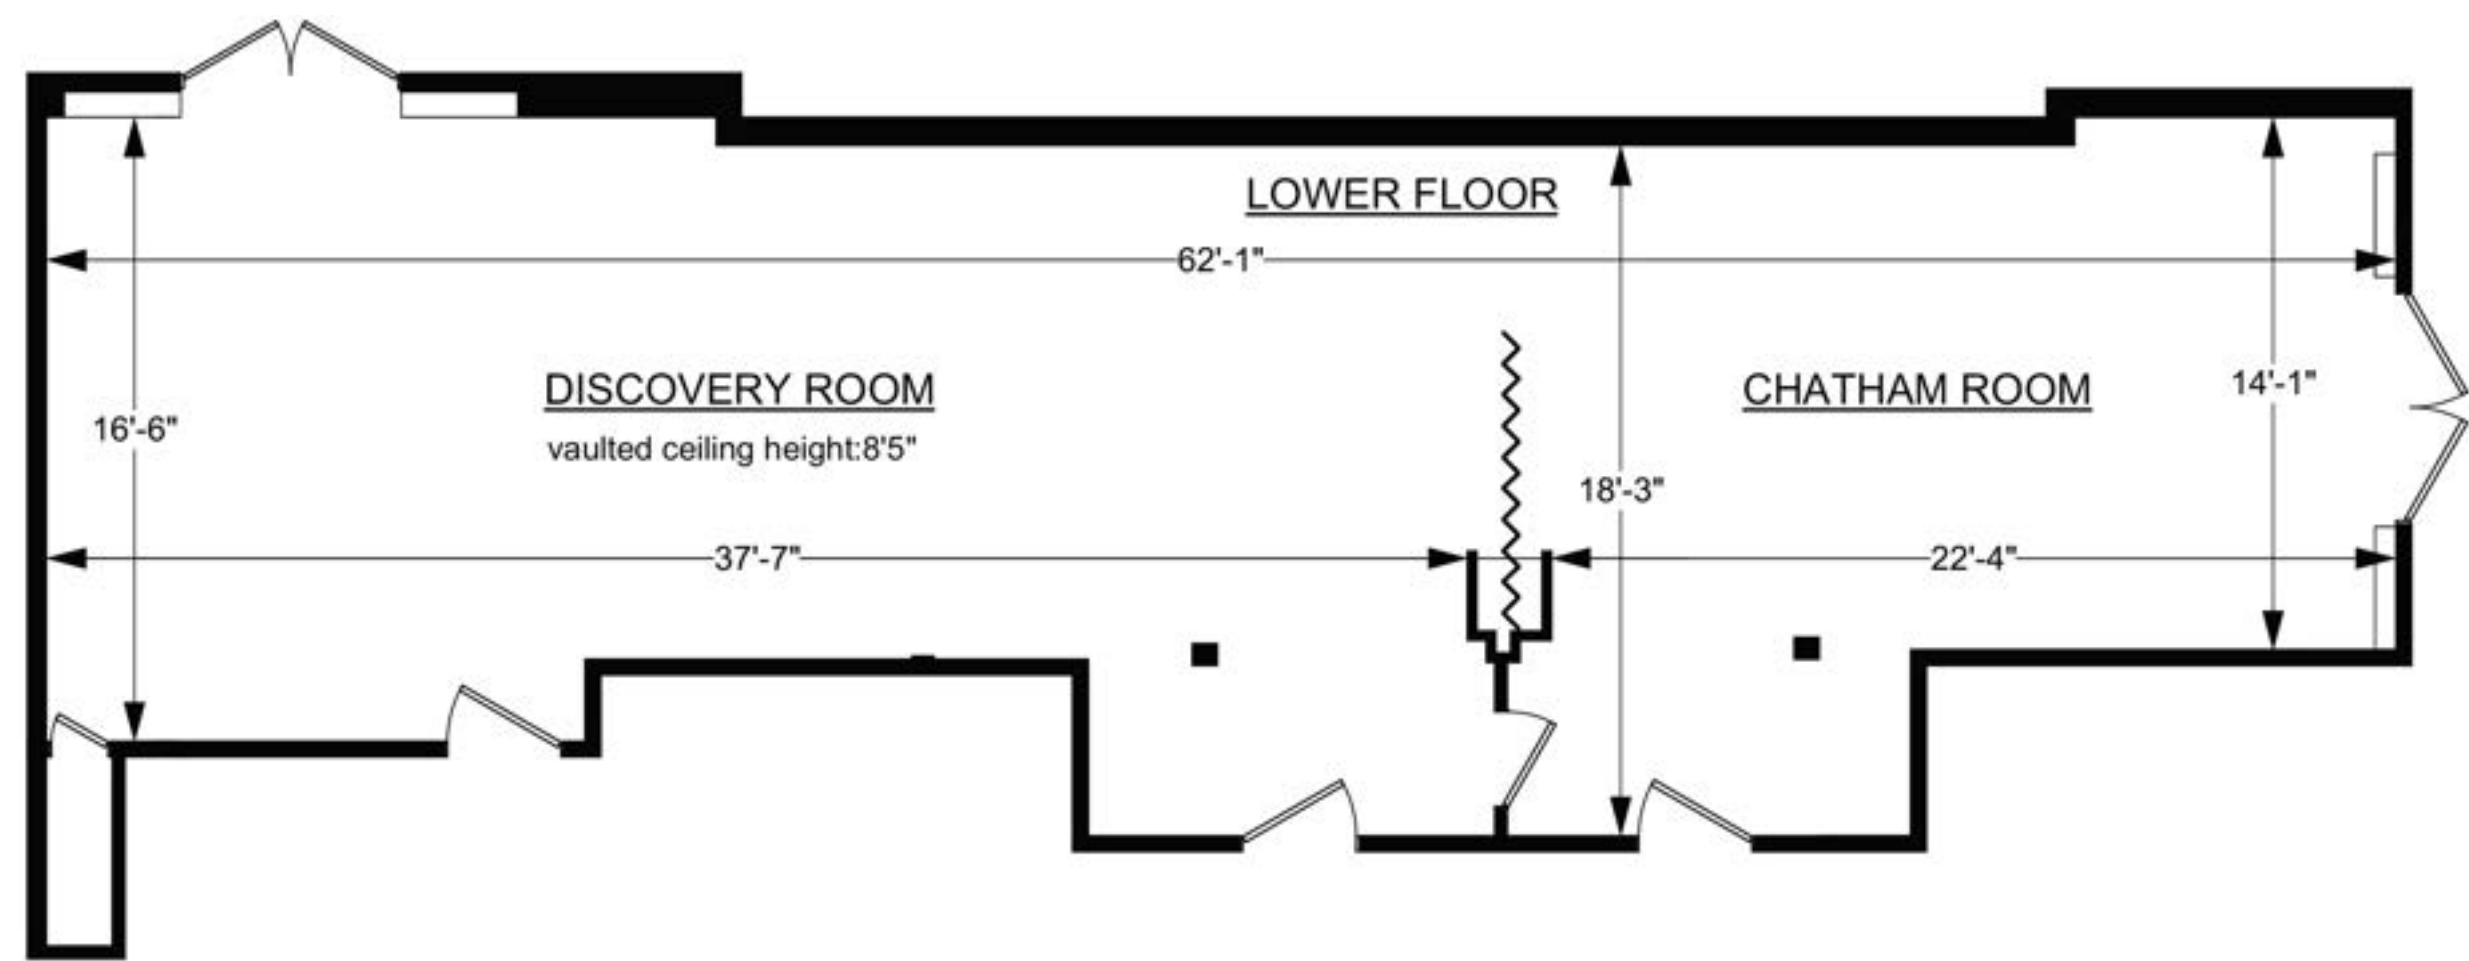 LOWER FLOOR
62'-1"
DISCOVERY ROOM
vaulted ceiling height:8'5"
CHATHAM ROOM
14'-1"
16'-6"
18'-3"
37'-7"
22'-4"